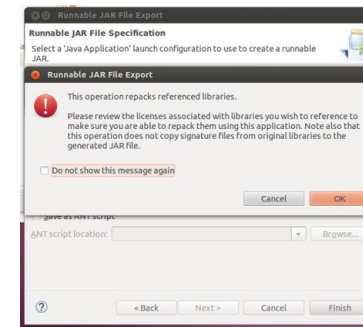 Runnable JAR File Export
Runnable JAR File Specification
Select a 'Java Application' launch configuration to use to create a runnable
JAR.
Runnable JAR File Export
This operation repacks referenced libraries.
Please review the licenses associated with libraries you wish to reference to
make sure you are able to repack them using this application. Note also that
this operation does not copy signature files from original libraries to the
generated JAR file.
Do not show this message again
Cancel
OK
Save as ANT script
ANT script location:
Browse...
< Back
Next >
Cancel
Finish